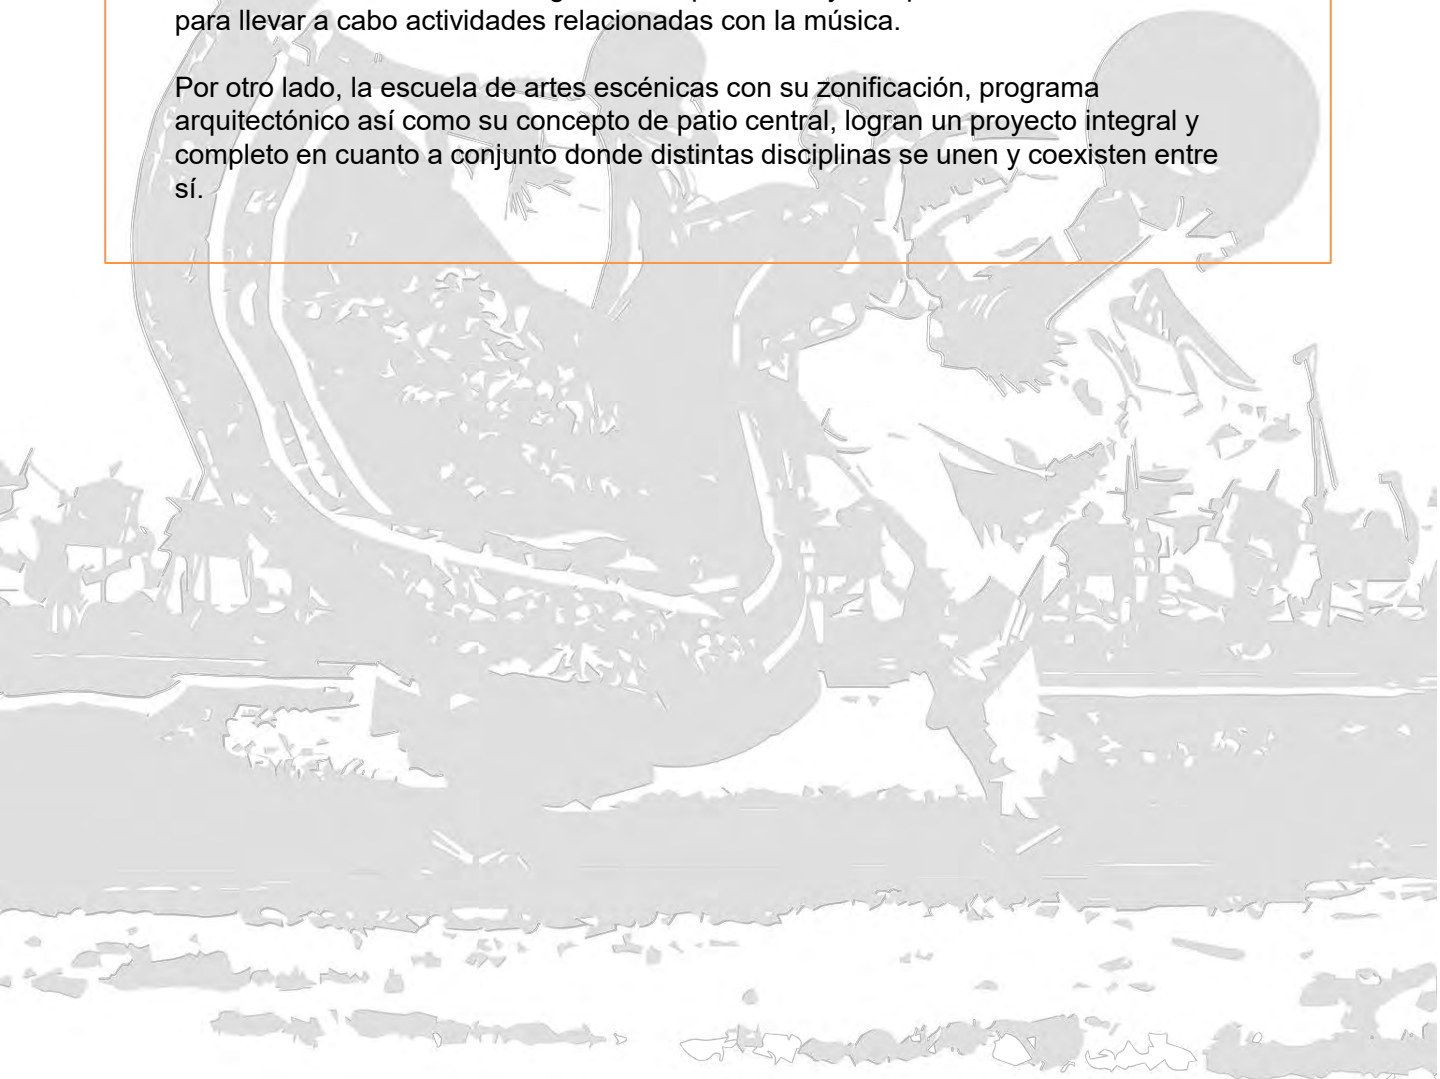 para llevar a cabo actividades relacionadas con la música.
Por otro lado, la escuela de artes escénicas con su zonificación, programa
arquitectónico así como su concepto de patio central, logran un proyecto integral y
completo en cuanto a conjunto donde distintas disciplinas se unen y coexisten entre
sí.